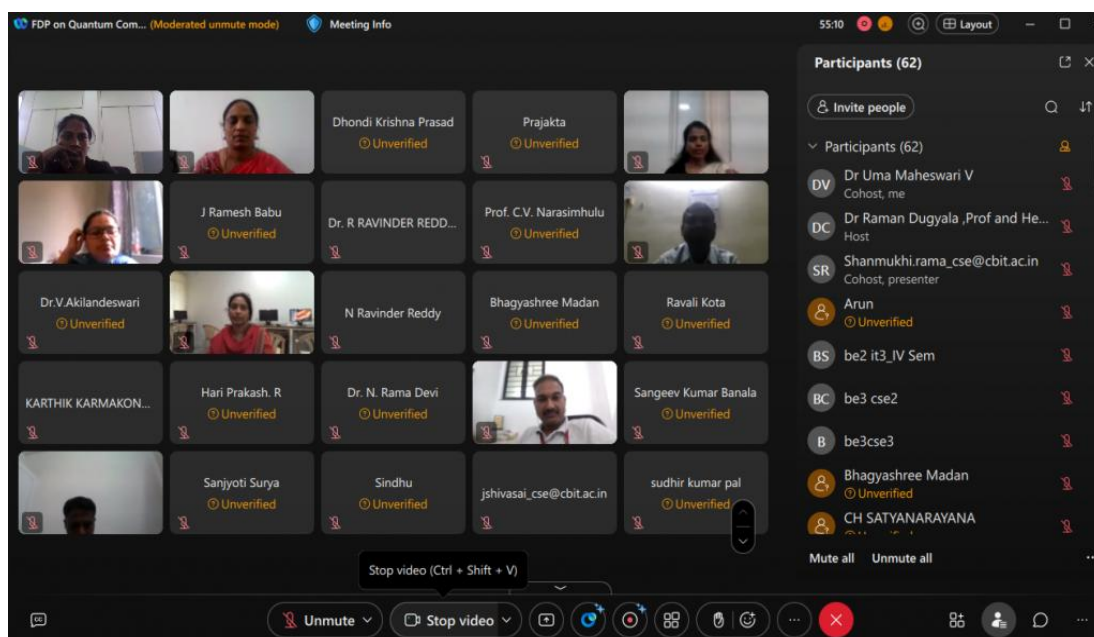 FDP on Quantum Com... (Moderated unmute mode) Meeting Info 55:10 Layout
Participants (62)
Invite people
Participants (62)
DV Dr Uma Maheswari V
Cohost, me
DC Dr Raman Dugyala ,Prof and He...
Host
SR Shanmukhi.rama_cse@cbit.ac.in
Cohost, presenter
Arun
Unverified
BS be2 it3_IV Sem
BC be3 cse2
B be3cse3
Bhagyashree Madan
Unverified
CH SATYANARAYANA
Mute all Unmute all
Dhondi Krishna Prasad
Unverified
Prajakta
Unverified
J Ramesh Babu
Unverified
Dr. R RAVINDER REDD...
Prof. C.V. Narasimhulu
Unverified
Dr.V.Akilandeswari
Unverified
N Ravinder Reddy
Bhagyashree Madan
Unverified
Ravali Kota
Unverified
KARTHIK KARMAKON...
Hari Prakash. R
Unverified
Dr. N. Rama Devi
Unverified
Sangeev Kumar Banala
Unverified
Sanjyoti Surya
Unverified
Sindhu
Unverified
jshivasai_cse@cbit.ac.in
sudhir kumar pal
Unverified
Stop video (Ctrl + Shift + V)
Unmute Stop video